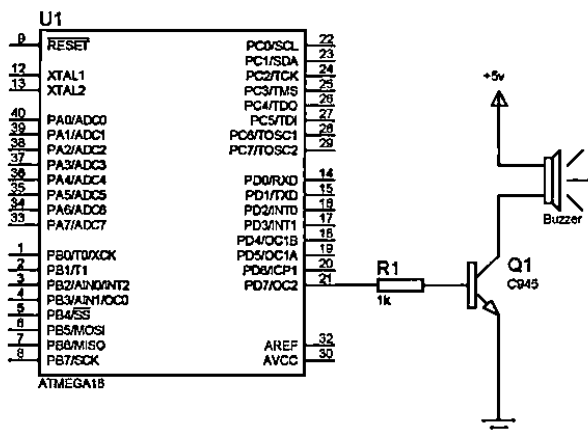 U1
9 RESET
12 XTAL1
13 XTAL2
40 PA0/ADC0
39 PA1/ADC1
38 PA2/ADC2
37 PA3/ADC3
36 PA4/ADC4
35 PA5/ADC5
34 PA6/ADC6
33 PA7/ADC7
1 PB0/T0/XCK
2 PB1/T1
3 PB2/AIN0/INT2
4 PB3/AIN1/OC0
5 PB4/SS
6 PB5/MOSI
7 PB6/MISO
8 PB7/SCK
PC0/SCL 22
PC1/SDA 23
PC2/TCK 24
PC3/TMS 25
PC4/TDO 26
PC5/TDI 27
PC6/TOSC1 28
PC7/TOSC2 29
PD0/RXD 14
PD1/TXD 15
PD2/INT0 16
PD3/INT1 17
PD4/OC1B 18
PD5/OC1A 19
PD6/ICP1 20
PD7/OC2 21
AREF 32
AVCC 30
ATMEGA16
R1
1k
+5v
Buzzer
Q1
C945